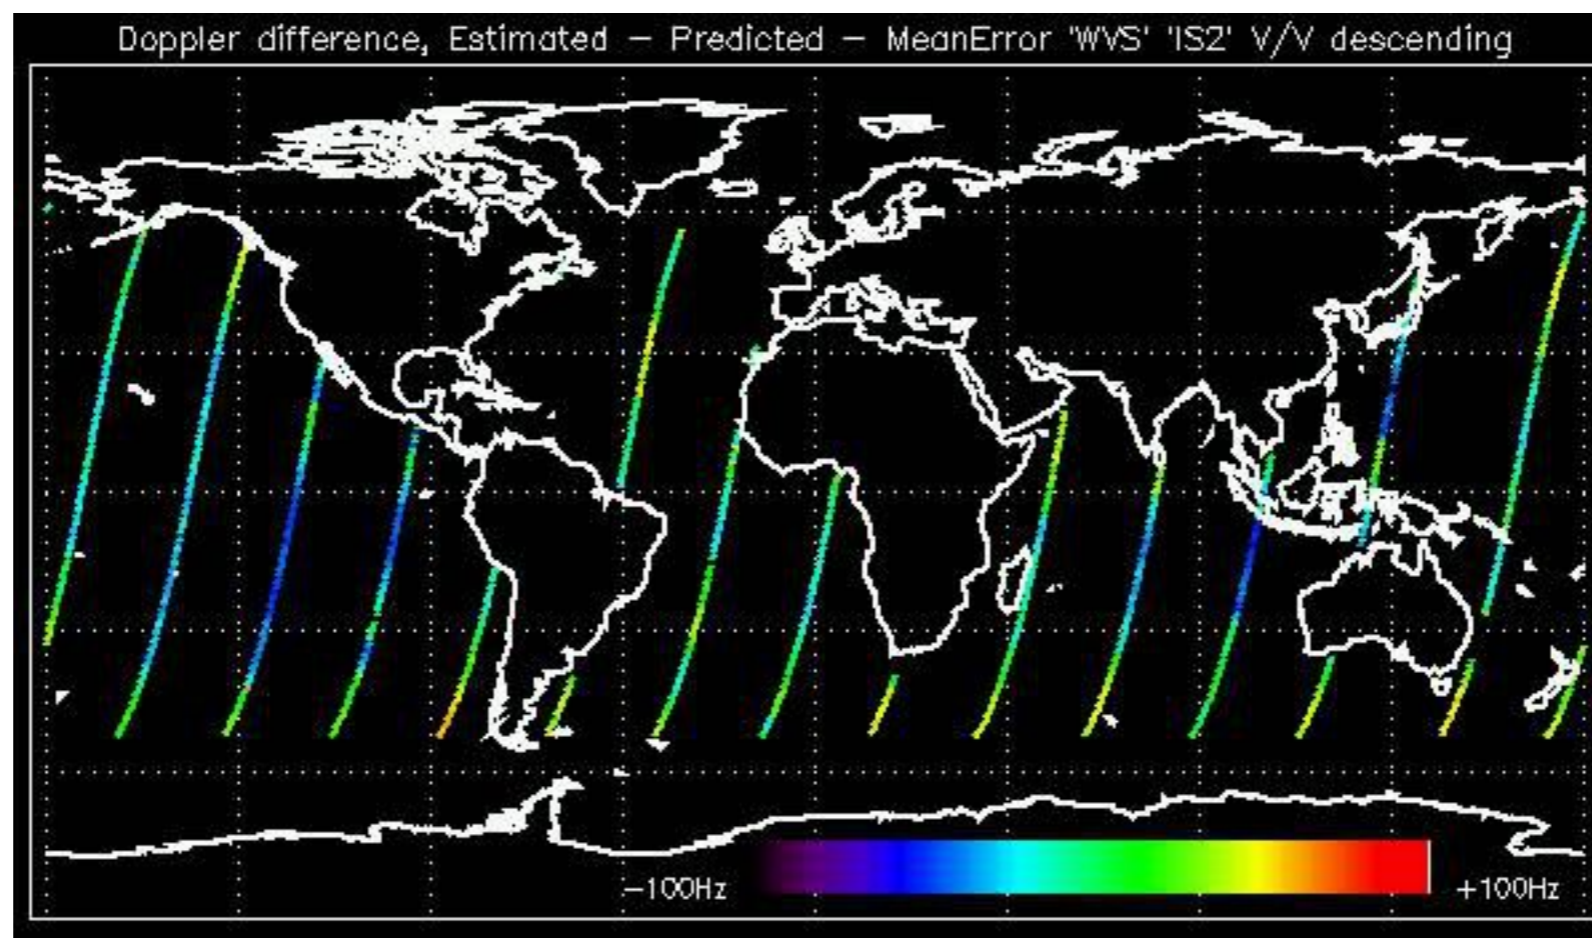 Doppler difference, Estimated – Predicted – MeanError 'WVS' 'IS2' V/V descending
–100Hz +100Hz